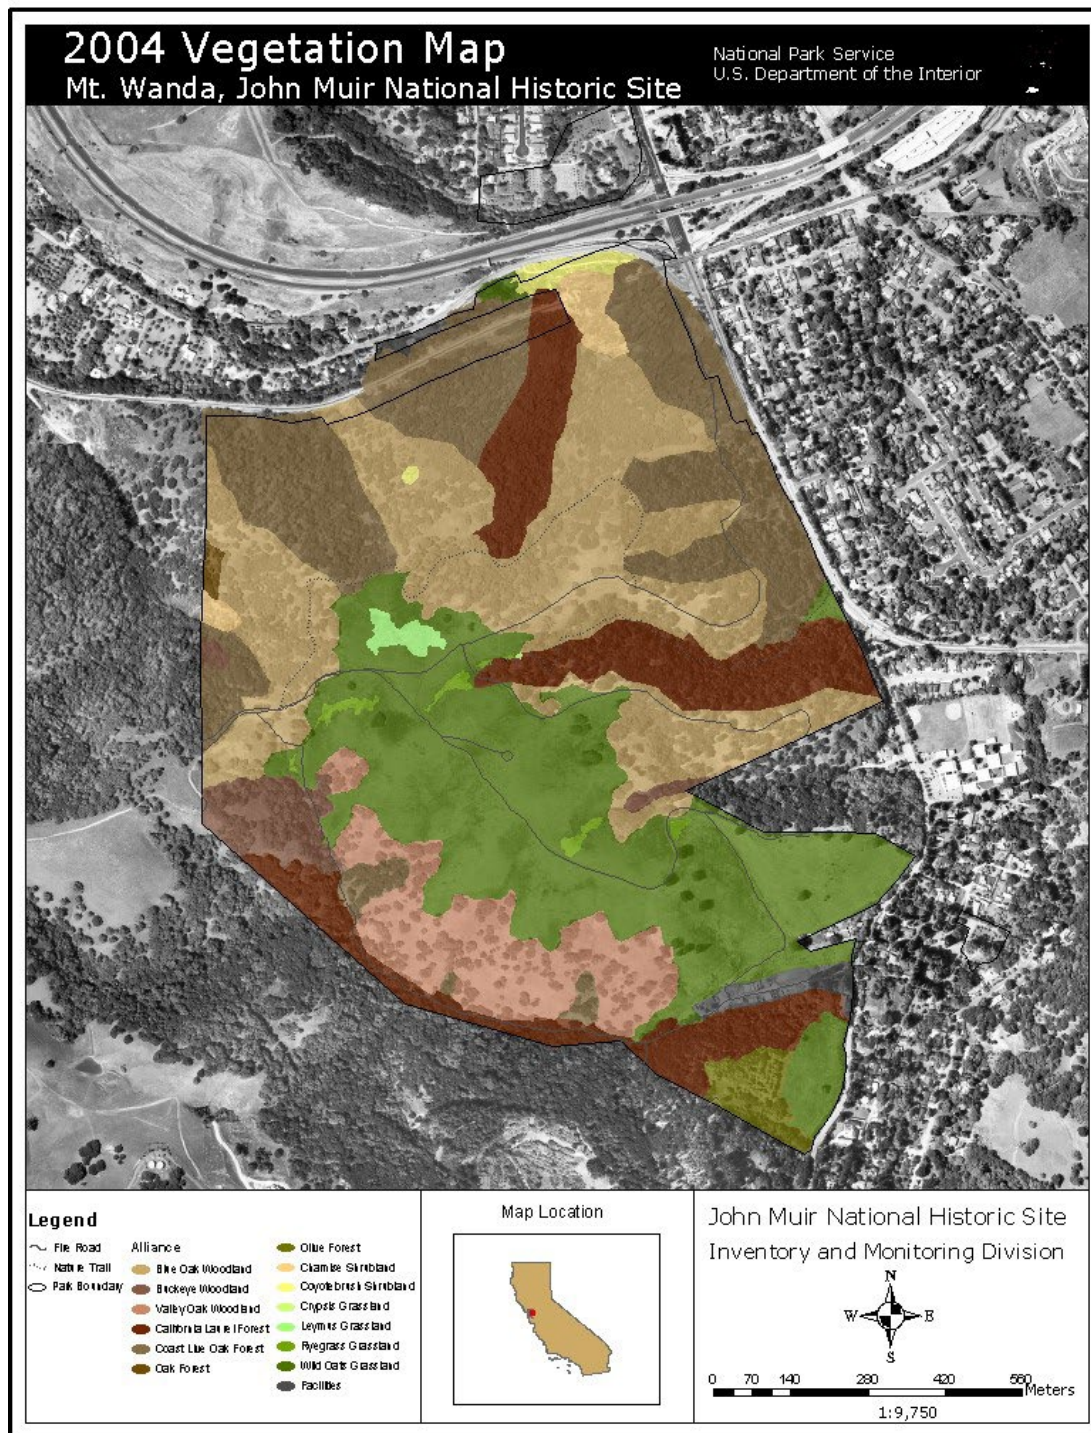 2004 Vegetation Map
Mt. Wanda, John Muir National Historic Site
National Park Service
U.S. Department of the Interior
Legend
Fire Road
Nature Trail
Park Boundary
Alliance
Blue Oak Woodland
Buckeye Woodland
Valley Oak Woodland
California Laurel Forest
Coast Live Oak Forest
Oak Forest
Olive Forest
Chamise Shrubland
Coyotebrush Shrubland
Crypsis Grassland
Leymus Grassland
Ryegrass Grassland
Wild Oats Grassland
Facilities
Map Location
John Muir National Historic Site
Inventory and Monitoring Division
N
W E
S
0 70 140 280 420 560
Meters
1:9,750